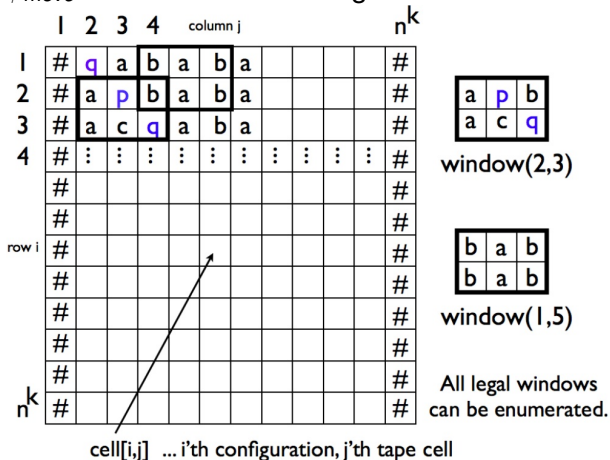 1 2 3 4 column j n^k
1 # q a b a b a #
2 # a p b a b a #
3 # a c q a b a #
4 # ⋮ ⋮ ⋮ ⋮ ⋮ ⋮ ⋮ ⋮ ⋮ ⋮ #
# #
# #
row i # #
# #
# #
# #
# #
n^k # #
a p b
a c q
window(2,3)
b a b
b a b
window(1,5)
All legal windows
can be enumerated.
cell[i,j] ... i'th configuration, j'th tape cell